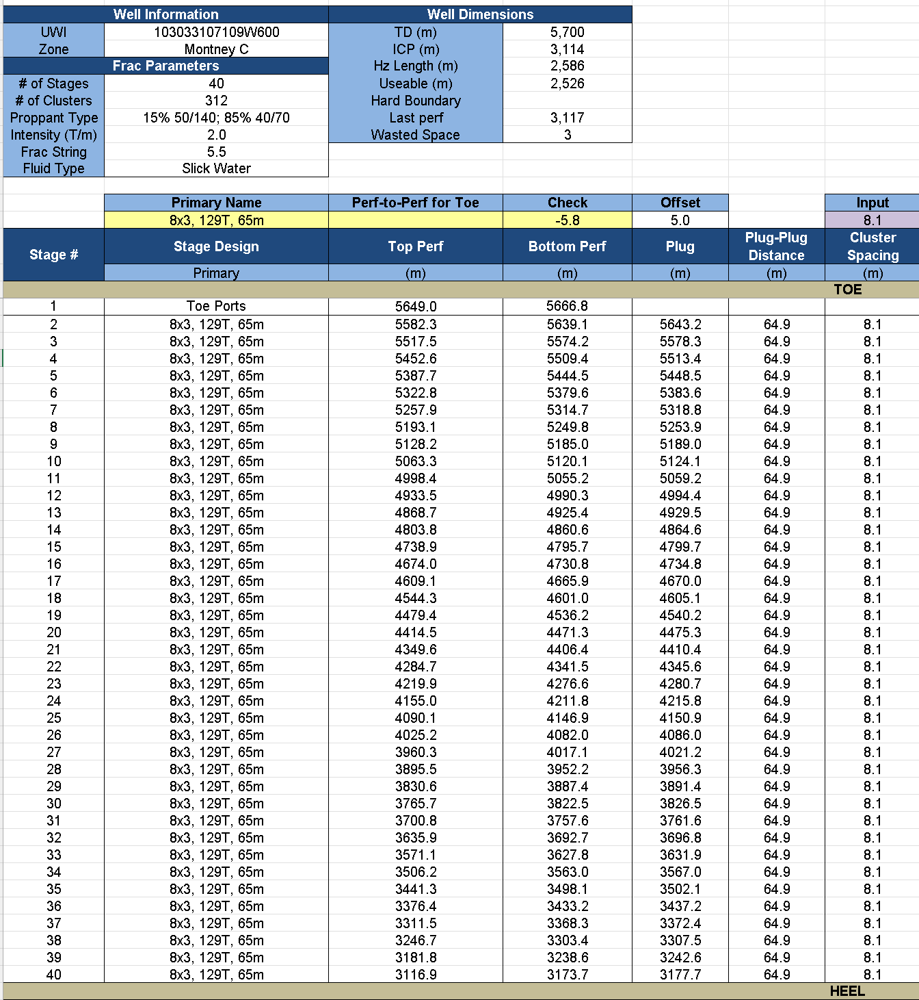 Well Information Well Dimensions
UWI 103033107109W600 TD (m) 5,700
Zone Montney C ICP (m) 3,114
Frac Parameters Hz Length (m) 2,586
# of Stages 40 Useable (m) 2,526
# of Clusters 312 Hard Boundary
Proppant Type 15% 50/140; 85% 40/70 Last perf 3,117
Intensity (T/m) 2.0 Wasted Space 3
Frac String 5.5
Fluid Type Slick Water
Primary Name Perf-to-Perf for Toe Check Offset Input
8x3, 129T, 65m -5.8 5.0 8.1
Stage # Stage Design Top Perf Bottom Perf Plug Plug-Plug Distance Cluster Spacing
Primary (m) (m) (m) (m) (m)
TOE
1 Toe Ports 5649.0 5666.8
2 8x3, 129T, 65m 5582.3 5639.1 5643.2 64.9 8.1
3 8x3, 129T, 65m 5517.5 5574.2 5578.3 64.9 8.1
4 8x3, 129T, 65m 5452.6 5509.4 5513.4 64.9 8.1
5 8x3, 129T, 65m 5387.7 5444.5 5448.5 64.9 8.1
6 8x3, 129T, 65m 5322.8 5379.6 5383.6 64.9 8.1
7 8x3, 129T, 65m 5257.9 5314.7 5318.8 64.9 8.1
8 8x3, 129T, 65m 5193.1 5249.8 5253.9 64.9 8.1
9 8x3, 129T, 65m 5128.2 5185.0 5189.0 64.9 8.1
10 8x3, 129T, 65m 5063.3 5120.1 5124.1 64.9 8.1
11 8x3, 129T, 65m 4998.4 5055.2 5059.2 64.9 8.1
12 8x3, 129T, 65m 4933.5 4990.3 4994.4 64.9 8.1
13 8x3, 129T, 65m 4868.7 4925.4 4929.5 64.9 8.1
14 8x3, 129T, 65m 4803.8 4860.6 4864.6 64.9 8.1
15 8x3, 129T, 65m 4738.9 4795.7 4799.7 64.9 8.1
16 8x3, 129T, 65m 4674.0 4730.8 4734.8 64.9 8.1
17 8x3, 129T, 65m 4609.1 4665.9 4670.0 64.9 8.1
18 8x3, 129T, 65m 4544.3 4601.0 4605.1 64.9 8.1
19 8x3, 129T, 65m 4479.4 4536.2 4540.2 64.9 8.1
20 8x3, 129T, 65m 4414.5 4471.3 4475.3 64.9 8.1
21 8x3, 129T, 65m 4349.6 4406.4 4410.4 64.9 8.1
22 8x3, 129T, 65m 4284.7 4341.5 4345.6 64.9 8.1
23 8x3, 129T, 65m 4219.9 4276.6 4280.7 64.9 8.1
24 8x3, 129T, 65m 4155.0 4211.8 4215.8 64.9 8.1
25 8x3, 129T, 65m 4090.1 4146.9 4150.9 64.9 8.1
26 8x3, 129T, 65m 4025.2 4082.0 4086.0 64.9 8.1
27 8x3, 129T, 65m 3960.3 4017.1 4021.2 64.9 8.1
28 8x3, 129T, 65m 3895.5 3952.2 3956.3 64.9 8.1
29 8x3, 129T, 65m 3830.6 3887.4 3891.4 64.9 8.1
30 8x3, 129T, 65m 3765.7 3822.5 3826.5 64.9 8.1
31 8x3, 129T, 65m 3700.8 3757.6 3761.6 64.9 8.1
32 8x3, 129T, 65m 3635.9 3692.7 3696.8 64.9 8.1
33 8x3, 129T, 65m 3571.1 3627.8 3631.9 64.9 8.1
34 8x3, 129T, 65m 3506.2 3563.0 3567.0 64.9 8.1
35 8x3, 129T, 65m 3441.3 3498.1 3502.1 64.9 8.1
36 8x3, 129T, 65m 3376.4 3433.2 3437.2 64.9 8.1
37 8x3, 129T, 65m 3311.5 3368.3 3372.4 64.9 8.1
38 8x3, 129T, 65m 3246.7 3303.4 3307.5 64.9 8.1
39 8x3, 129T, 65m 3181.8 3238.6 3242.6 64.9 8.1
40 8x3, 129T, 65m 3116.9 3173.7 3177.7 64.9 8.1
HEEL